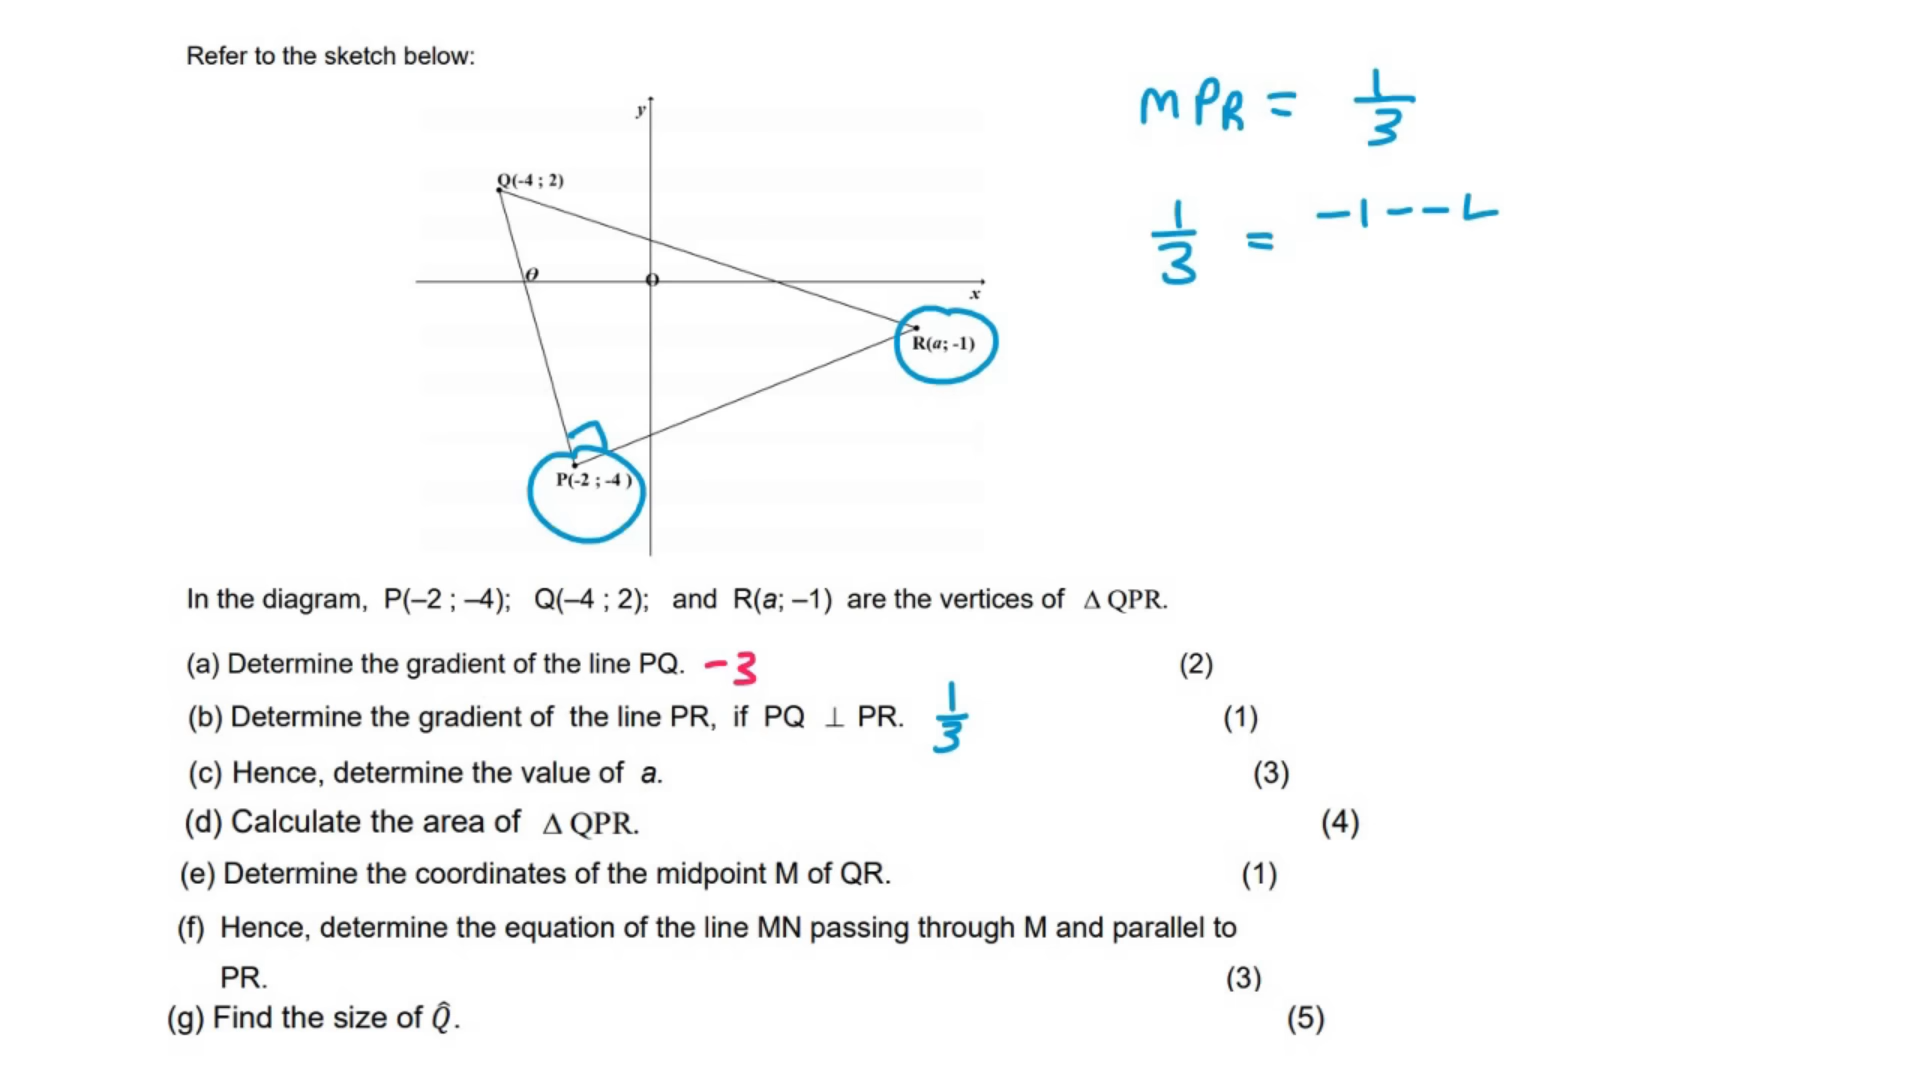 Refer to the sketch below:
MPR = 1/3
y
Q(-4 ; 2)
1/3 = -1 - -
θ
O
x
R(a; -1)
P(-2 ; -4 )
In the diagram, P(–2 ; –4); Q(–4 ; 2); and R(a; –1) are the vertices of Δ QPR.
(a) Determine the gradient of the line PQ. -3 (2)
(b) Determine the gradient of the line PR, if PQ ⊥ PR. 1/3 (1)
(c) Hence, determine the value of a. (3)
(d) Calculate the area of Δ QPR. (4)
(e) Determine the coordinates of the midpoint M of QR. (1)
(f) Hence, determine the equation of the line MN passing through M and parallel to
PR. (3)
(g) Find the size of Q̂. (5)